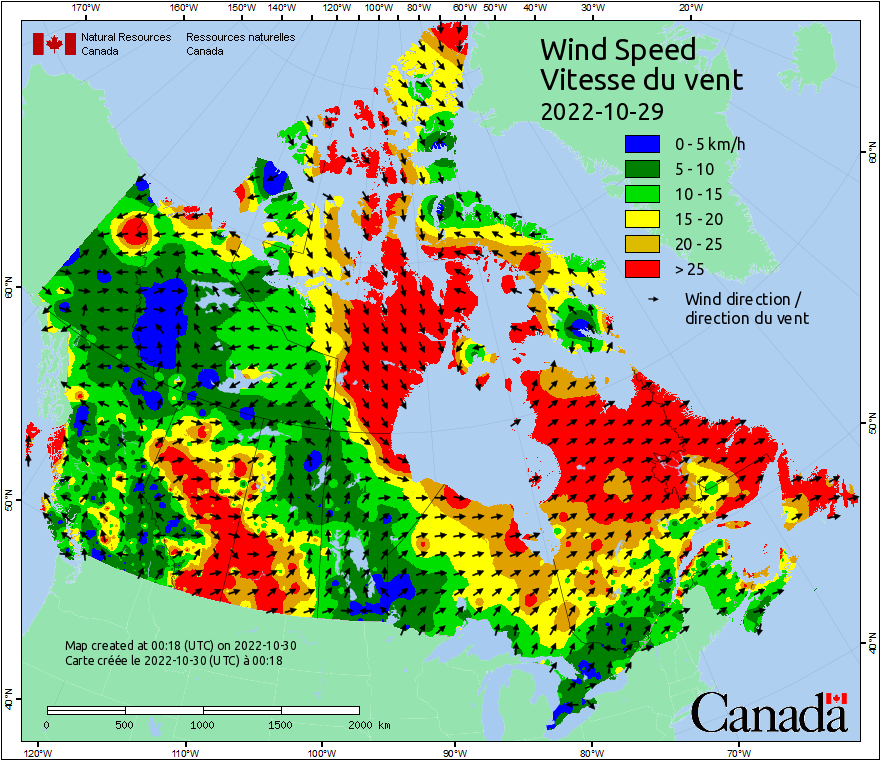 170°W 160°W 150°W 140°W 120°W 100°W 80°W 60°W 50°W 40°W 30°W 20°W
Natural Resources Ressources naturelles
Canada Canada
Wind Speed
Vitesse du vent
2022-10-29
0 - 5 km/h
5 - 10
10 - 15
15 - 20
20 - 25
> 25
Wind direction /
direction du vent
60°N
50°N
40°N
60°N
50°N
40°N
Map created at 00:18 (UTC) on 2022-10-30
Carte créée le 2022-10-30 (UTC) à 00:18
0 500 1000 1500 2000 km
Canada
120°W 110°W 100°W 90°W 80°W 70°W